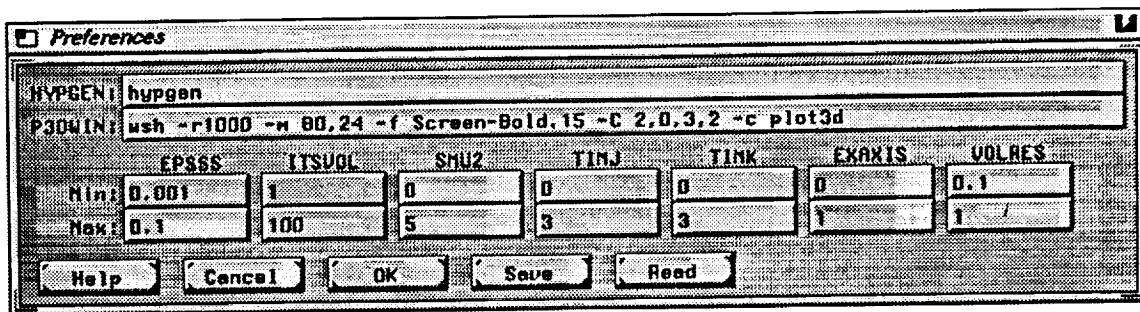 Preferences
HYPGEN: hypgen
P3DWIN: wsh -r1000 -m 80,24 -f Screen-Bold.15 -C 2,0,3,2 -c plot3d
EPSSS ITSVOL SMU2 TIMJ TIMK EXAXIS VOLRES
Min: 0.001 1 0 0 0 0 0.1
Max: 0.1 100 5 3 3 1 1
Help Cancel OK Save Read